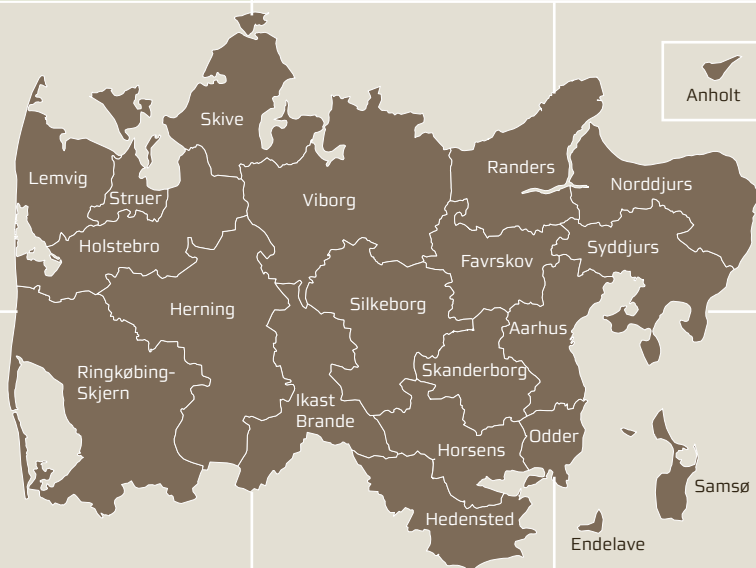 Anholt
Skive
Randers
Lemvig
Norddjurs
Struer
Viborg
Holstebro
Syddjurs
Favrskov
Herning
Silkeborg
Aarhus
Ringkøbing-
Skjern
Skanderborg
Ikast
Brande
Odder
Horsens
Samsø
Hedensted
Endelave